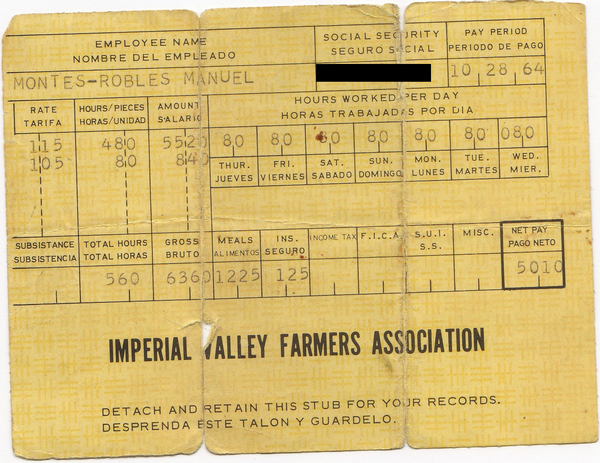 EMPLOYEE NAME
NOMBRE DEL EMPLEADO
SOCIAL SECURITY
SEGURO SOCIAL
PAY PERIOD
PERIODO DE PAGO
MONTES-ROBLES MANUEL
10 28 64
RATE
TARIFA
HOURS/PIECES
HORAS/UNIDAD
AMOUNT
SALARIO
HOURS WORKED PER DAY
HORAS TRABAJADAS POR DIA
115 480 5520
105 80 840
80 80 80 80 80 80 080
THUR. FRI. SAT. SUN. MON. TUE. WED.
JUEVES VIERNES SABADO DOMINGO LUNES MARTES MIER.
SUBSISTANCE
SUBSISTENCIA
TOTAL HOURS
TOTAL HORAS
GROSS
BRUTO
MEALS
ALIMENTOS
INS.
SEGURO
INCOME TAX
F.I.C.A.
S.U.I.
S.S.
MISC.
NET PAY
PAGO NETO
560 6360 1225 125 5010
IMPERIAL VALLEY FARMERS ASSOCIATION
DETACH AND RETAIN THIS STUB FOR YOUR RECORDS.
DESPRENDA ESTE TALON Y GUARDELO.